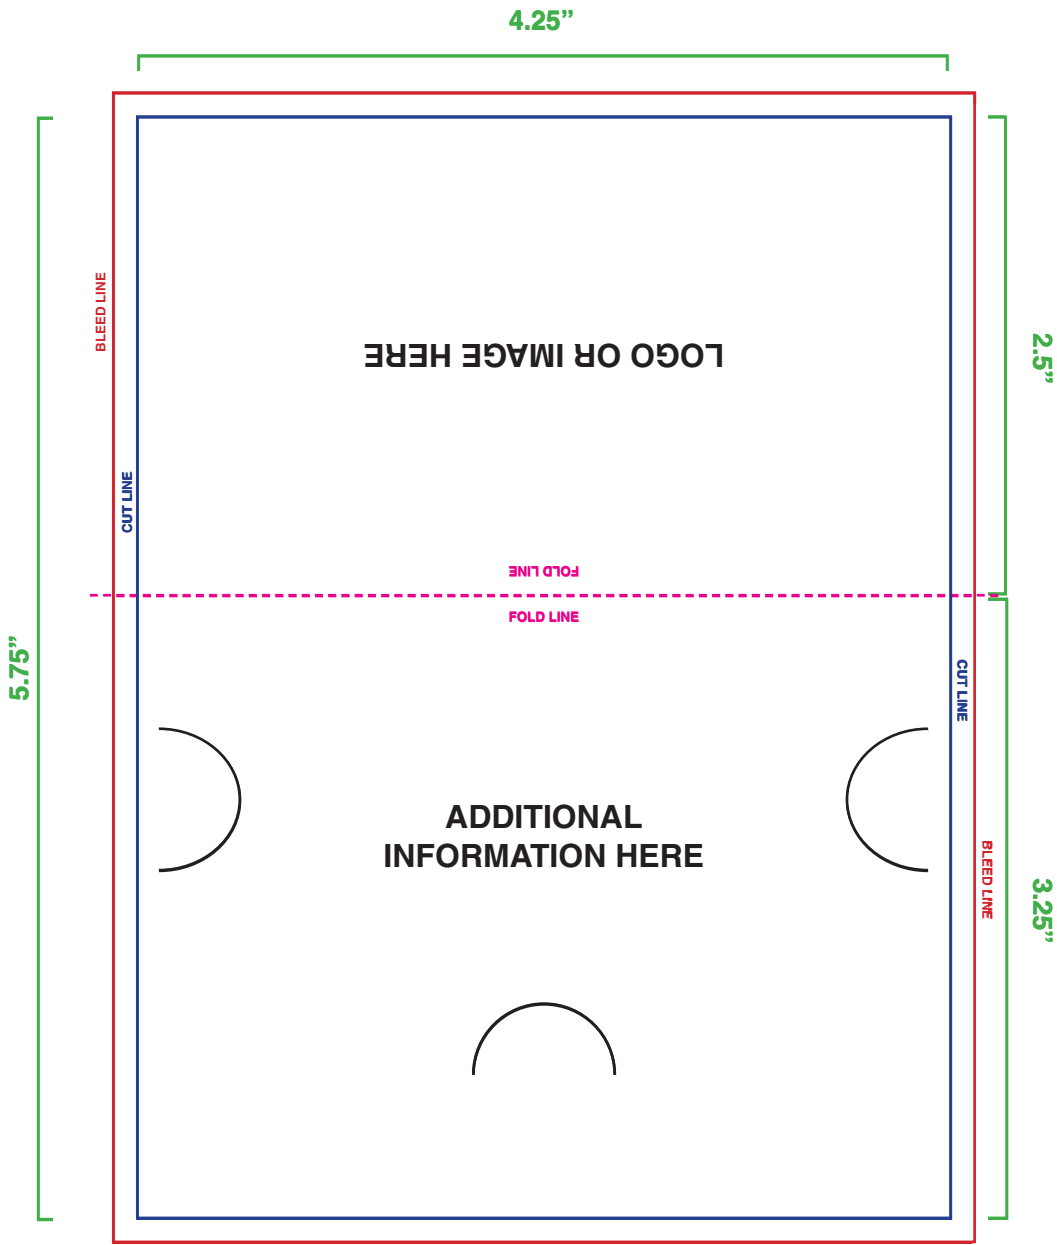 4.25”
BLEED LINE
LOGO OR IMAGE HERE
2.5”
CUT LINE
FOLD LINE
FOLD LINE
5.75”
CUT LINE
ADDITIONAL
INFORMATION HERE
BLEED LINE
3.25”